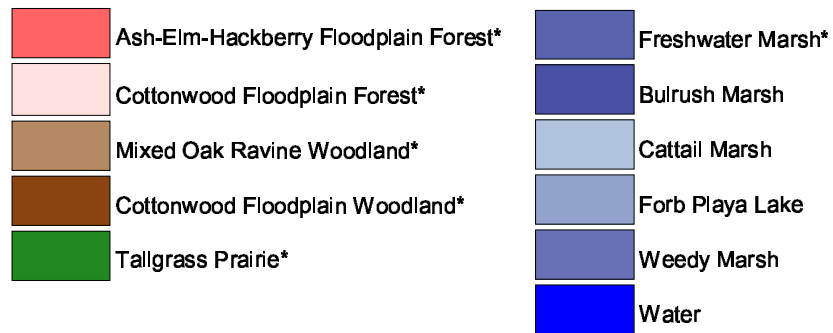 Ash-Elm-Hackberry Floodplain Forest*
Cottonwood Floodplain Forest*
Mixed Oak Ravine Woodland*
Cottonwood Floodplain Woodland*
Tallgrass Prairie*
Freshwater Marsh*
Bulrush Marsh
Cattail Marsh
Forb Playa Lake
Weedy Marsh
Water